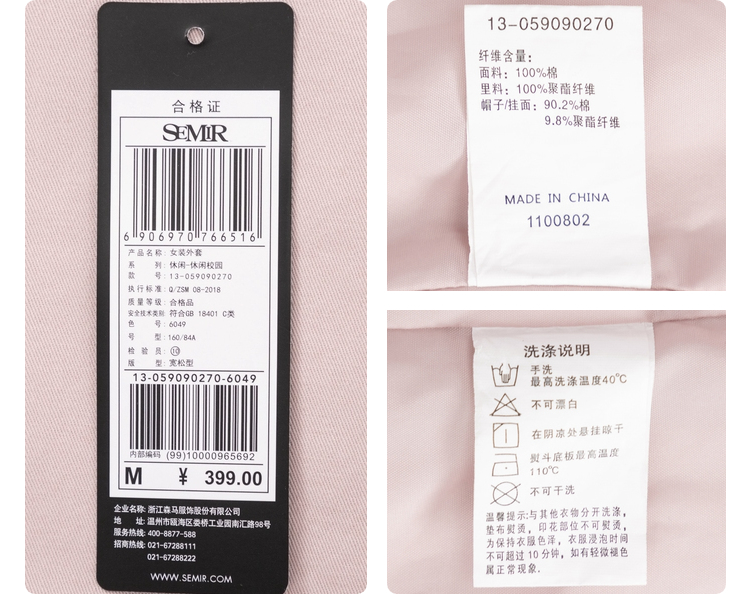 合格证
SEMIR
6 906970 766516
产品名称: 女装外套
系 列: 休闲-休闲校园
款 号: 13-059090270
执行标准: Q/ZSM 08-2018
质量等级: 合格品
安全技术类别: 符合GB 18401 C类
色 号: 6049
号 型: 160/84A
检 验 员: ⑩
版 型: 宽松型
13-059090270-6049
内部编码 (99)10000965692
M ¥ 399.00
企业名称: 浙江森马服饰股份有限公司
地 址: 温州市瓯海区娄桥工业园南汇路98号
服务热线: 400-8877-588
招商热线: 021-67288111
021-67288222
WWW.SEMIR.COM
13-059090270
纤维含量:
面料: 100%棉
里料: 100%聚酯纤维
帽子/挂面: 90.2%棉
9.8%聚酯纤维
MADE IN CHINA
1100802
洗涤说明
手洗
最高洗涤温度40℃
不可漂白
在阴凉处悬挂晾干
熨斗底板最高温度
110℃
不可干洗
温馨提示:与其他衣物分开洗涤,
垫布熨烫, 印花部位不可熨烫,
为保持衣服色泽, 衣服浸泡时间
不可超过10分钟, 如有轻微褪色
属正常现象.